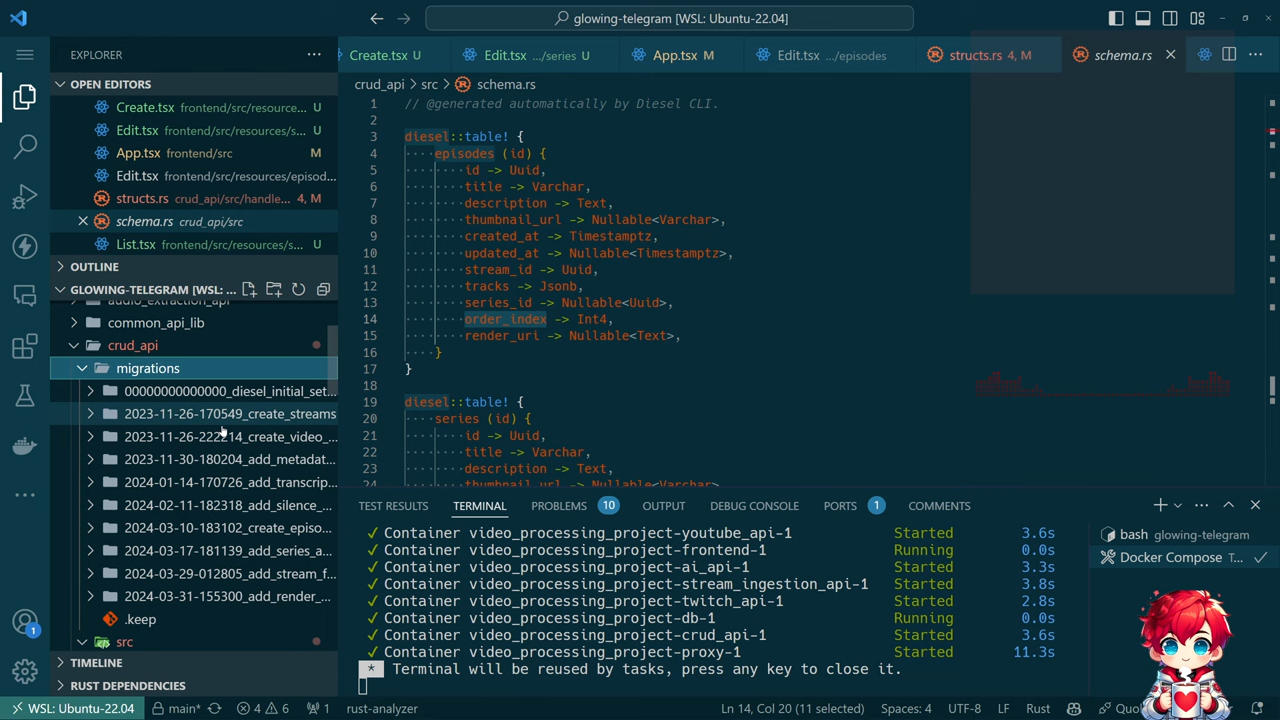 glowing-telegram [WSL: Ubuntu-22.04]
EXPLORER
OPEN EDITORS
Create.tsx frontend/src/resource... U
Edit.tsx frontend/src/resources/s... U
App.tsx frontend/src M
Edit.tsx frontend/src/resources/episod...
structs.rs crud_api/src/handle... 4, M
schema.rs crud_api/src
List.tsx frontend/src/resources/s... U
OUTLINE
GLOWING-TELEGRAM [WSL: ...
audio_extraction_api
common_api_lib
crud_api
migrations
00000000000000_diesel_initial_set...
2023-11-26-170549_create_streams
2023-11-26-222214_create_video_...
2023-11-30-180204_add_metadat...
2024-01-14-170726_add_transcrip...
2024-02-11-182318_add_silence_...
2024-03-10-183102_create_episo...
2024-03-17-181139_add_series_a...
2024-03-29-012805_add_stream_f...
2024-03-31-155300_add_render_...
.keep
src
TIMELINE
RUST DEPENDENCIES
Create.tsx U
Edit.tsx .../series U
App.tsx M
Edit.tsx .../episodes
structs.rs 4, M
schema.rs
crud_api > src > schema.rs
1 // @generated automatically by Diesel CLI.
2
3 diesel::table! {
4 episodes (id) {
5 id -> Uuid,
6 title -> Varchar,
7 description -> Text,
8 thumbnail_url -> Nullable<Varchar>,
9 created_at -> Timestamptz,
10 updated_at -> Nullable<Timestamptz>,
11 stream_id -> Uuid,
12 tracks -> Jsonb,
13 series_id -> Nullable<Uuid>,
14 order_index -> Int4,
15 render_uri -> Nullable<Text>,
16 }
17 }
18
19 diesel::table! {
20 series (id) {
21 id -> Uuid,
22 title -> Varchar,
23 description -> Text,
24 thumbnail_url -> Nullable<Varchar>,
TEST RESULTS TERMINAL PROBLEMS 10 OUTPUT DEBUG CONSOLE PORTS 1 COMMENTS
✓ Container video_processing_project-youtube_api-1 Started 3.6s
✓ Container video_processing_project-frontend-1 Running 0.0s
✓ Container video_processing_project-ai_api-1 Started 3.3s
✓ Container video_processing_project-stream_ingestion_api-1 Started 3.8s
✓ Container video_processing_project-twitch_api-1 Started 2.8s
✓ Container video_processing_project-db-1 Running 0.0s
✓ Container video_processing_project-crud_api-1 Started 3.6s
✓ Container video_processing_project-proxy-1 Started 11.3s
* Terminal will be reused by tasks, press any key to close it.
bash glowing-telegram
Docker Compose T...
1
WSL: Ubuntu-22.04 main* 4 6 1 rust-analyzer Ln 14, Col 20 (11 selected) Spaces: 4 UTF-8 LF Rust